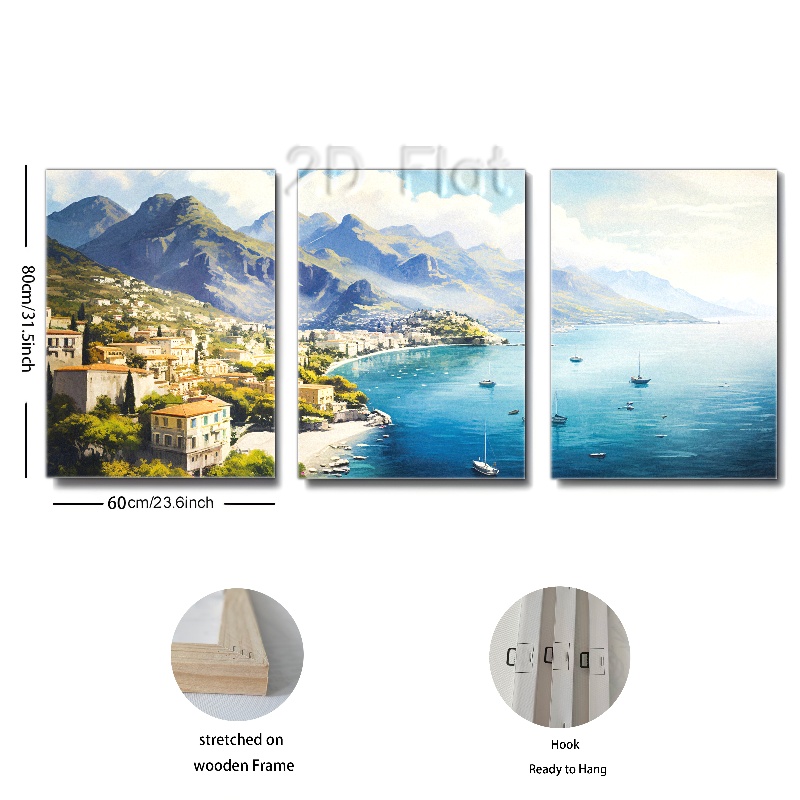 2D Flat
80cm/31.5inch
60cm/23.6inch
stretched on
wooden Frame
Hook
Ready to Hang